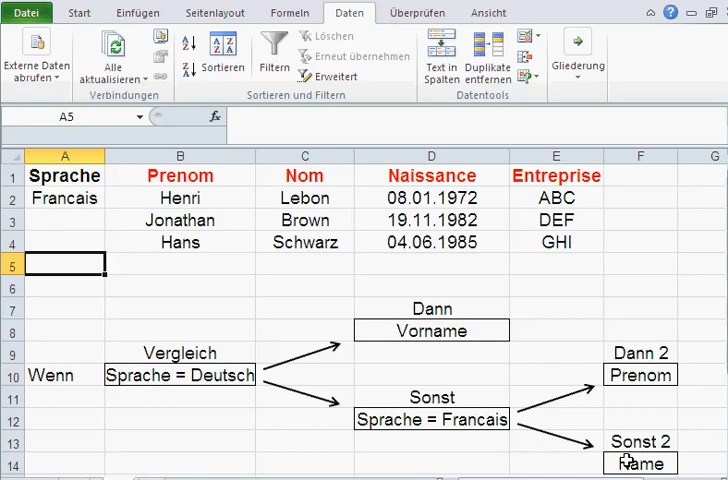 Datei Start Einfügen Seitenlayout Formeln Daten Überprüfen Ansicht
Externe Daten abrufen
Alle aktualisieren
Verbindungen
Sortieren
Filtern
Löschen
Erneut übernehmen
Erweitert
Sortieren und Filtern
Text in Spalten
Duplikate entfernen
Datentools
Gliederung
A5 fx
A B C D E F G
1 Sprache Prenom Nom Naissance Entreprise
2 Francais Henri Lebon 08.01.1972 ABC
3 Jonathan Brown 19.11.1982 DEF
4 Hans Schwarz 04.06.1985 GHI
5
6
7 Dann
8 Vorname
9 Vergleich Dann 2
10 Wenn Sprache = Deutsch Prenom
11 Sonst
12 Sprache = Francais
13 Sonst 2
14 Name